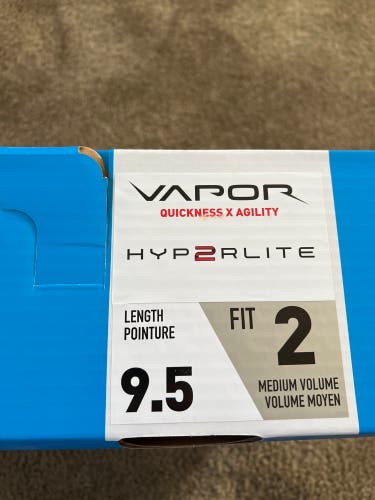 VAPOR
QUICKNESS X AGILITY
HYP2RLITE
LENGTH
POINTURE
9.5
FIT 2
MEDIUM VOLUME
VOLUME MOYEN